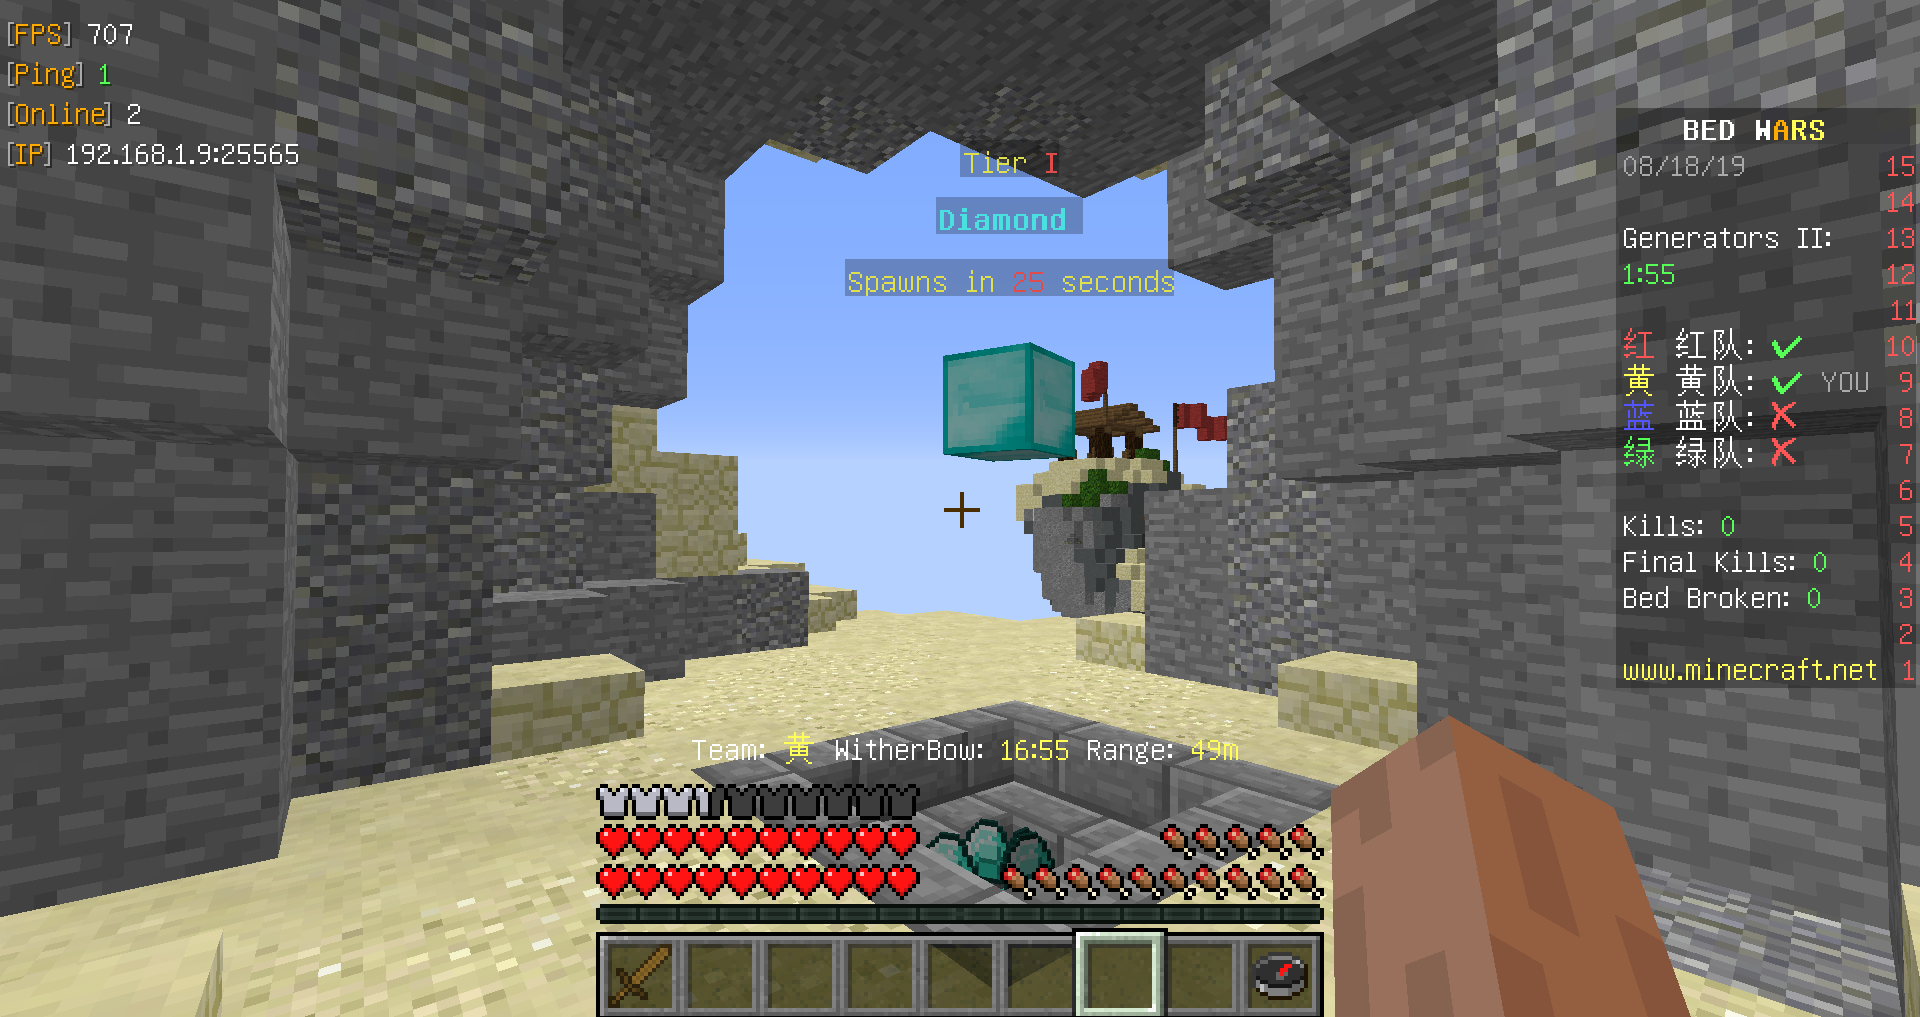 [FPS] 707
[Ping] 1
[Online] 2
[IP] 192.168.1.9:25565
Tier I
Diamond
Spawns in 25 seconds
BED WARS
08/18/19 15
14
Generators II: 13
1:55 12
11
红 红队: ✔ 10
黄 黄队: ✔ YOU 9
蓝 蓝队: ✘ 8
绿 绿队: ✘ 7
6
Kills: 0 5
Final Kills: 0 4
Bed Broken: 0 3
2
www.minecraft.net 1
Team: 黄 WitherBow: 16:55 Range: 49m